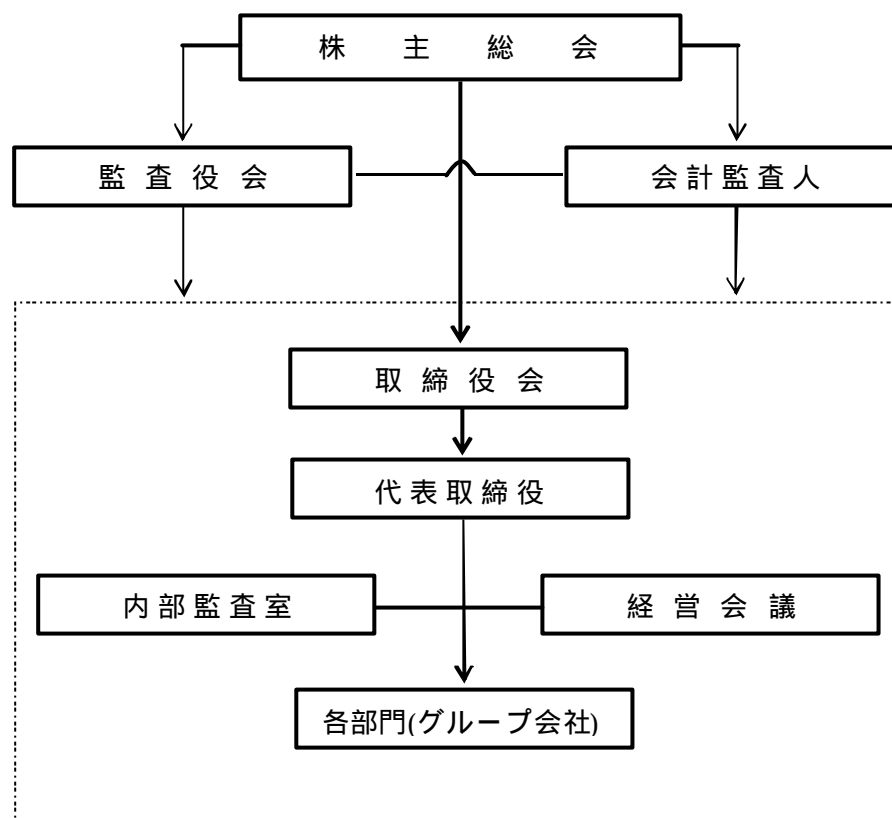 株主総会
監査役会
会計監査人
取締役会
代表取締役
内部監査室
経営会議
各部門(グループ会社)